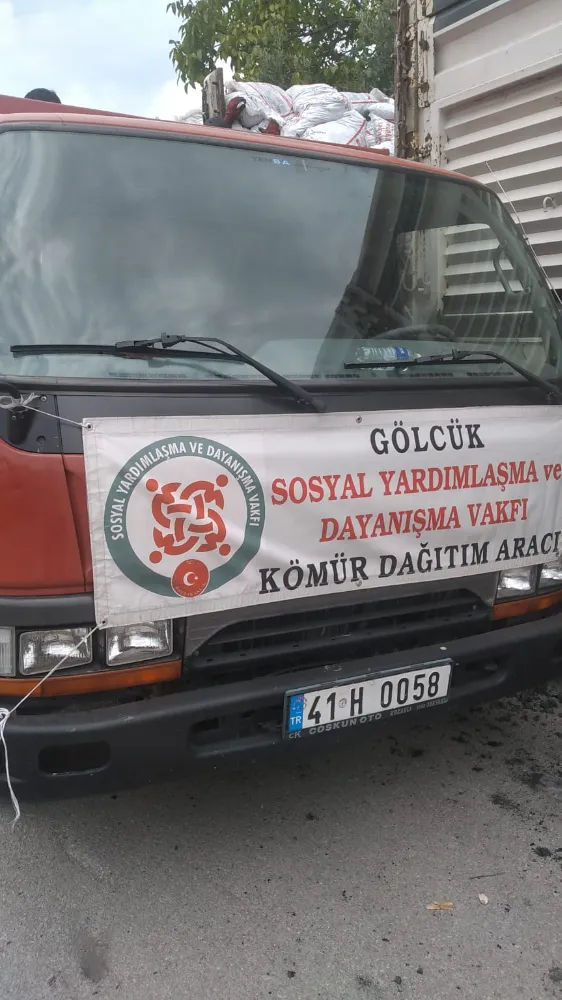 GÖLCÜK
SOSYAL YARDIMLAŞMA ve
DAYANIŞMA VAKFI
KÖMÜR DAĞITIM ARACI
SOSYAL YARDIMLAŞMA VE DAYANIŞMA VAKFI
TR
41 H 0058
COŞKUN OTO